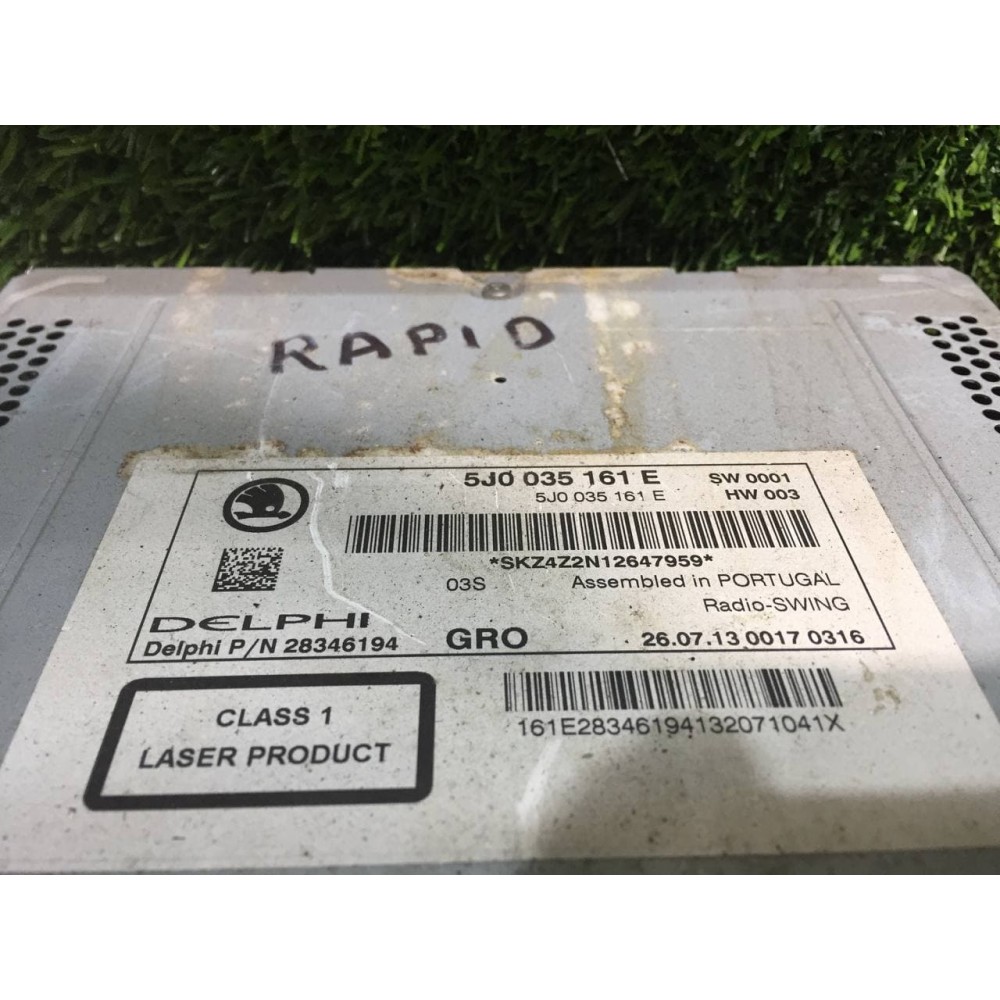 RAPID
5J0 035 161 E SW 0001
5J0 035 161 E HW 003
*SKZ4Z2N12647959*
03S Assembled in PORTUGAL
Radio-SWING
DELPHI
Delphi P/N 28346194 GRO 26.07.13 0017 0316
CLASS 1
LASER PRODUCT
161E28346194132071041X